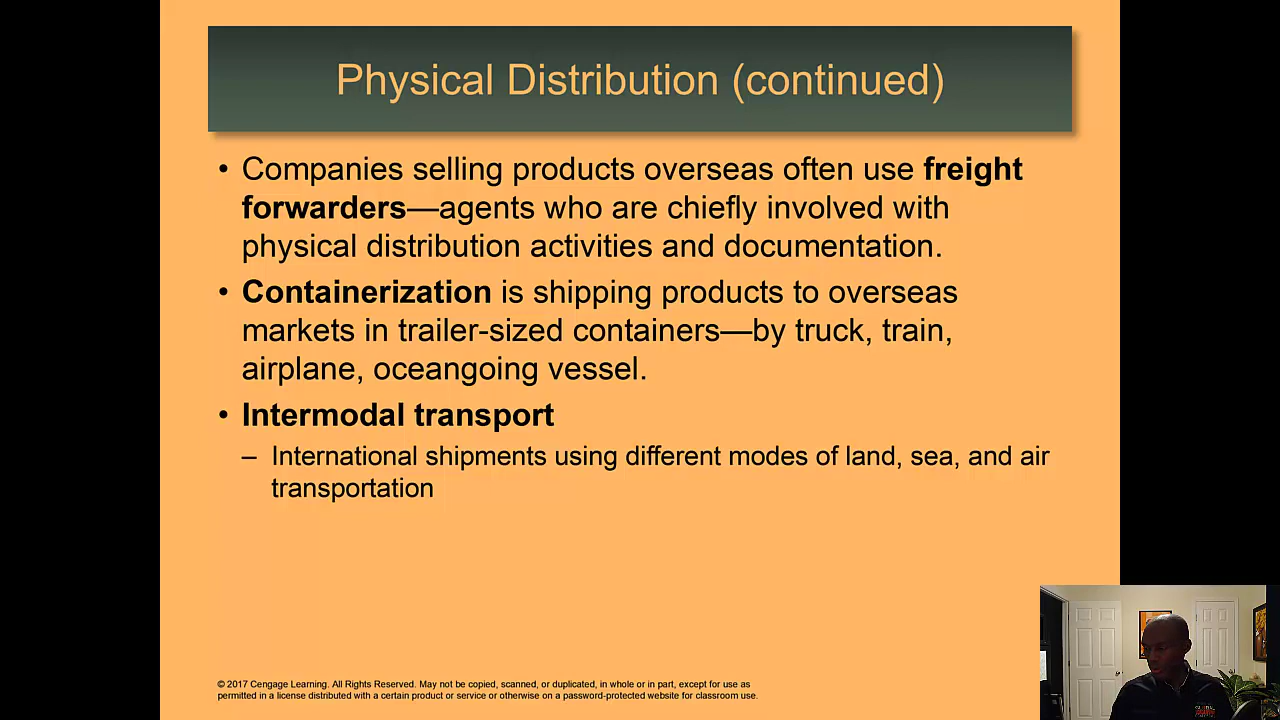 Physical Distribution (continued)
• Companies selling products overseas often use freight
forwarders—agents who are chiefly involved with
physical distribution activities and documentation.
• Containerization is shipping products to overseas
markets in trailer-sized containers—by truck, train,
airplane, oceangoing vessel.
• Intermodal transport
– International shipments using different modes of land, sea, and air
transportation
© 2017 Cengage Learning. All Rights Reserved. May not be copied, scanned, or duplicated, in whole or in part, except for use as
permitted in a license distributed with a certain product or service or otherwise on a password-protected website for classroom use.